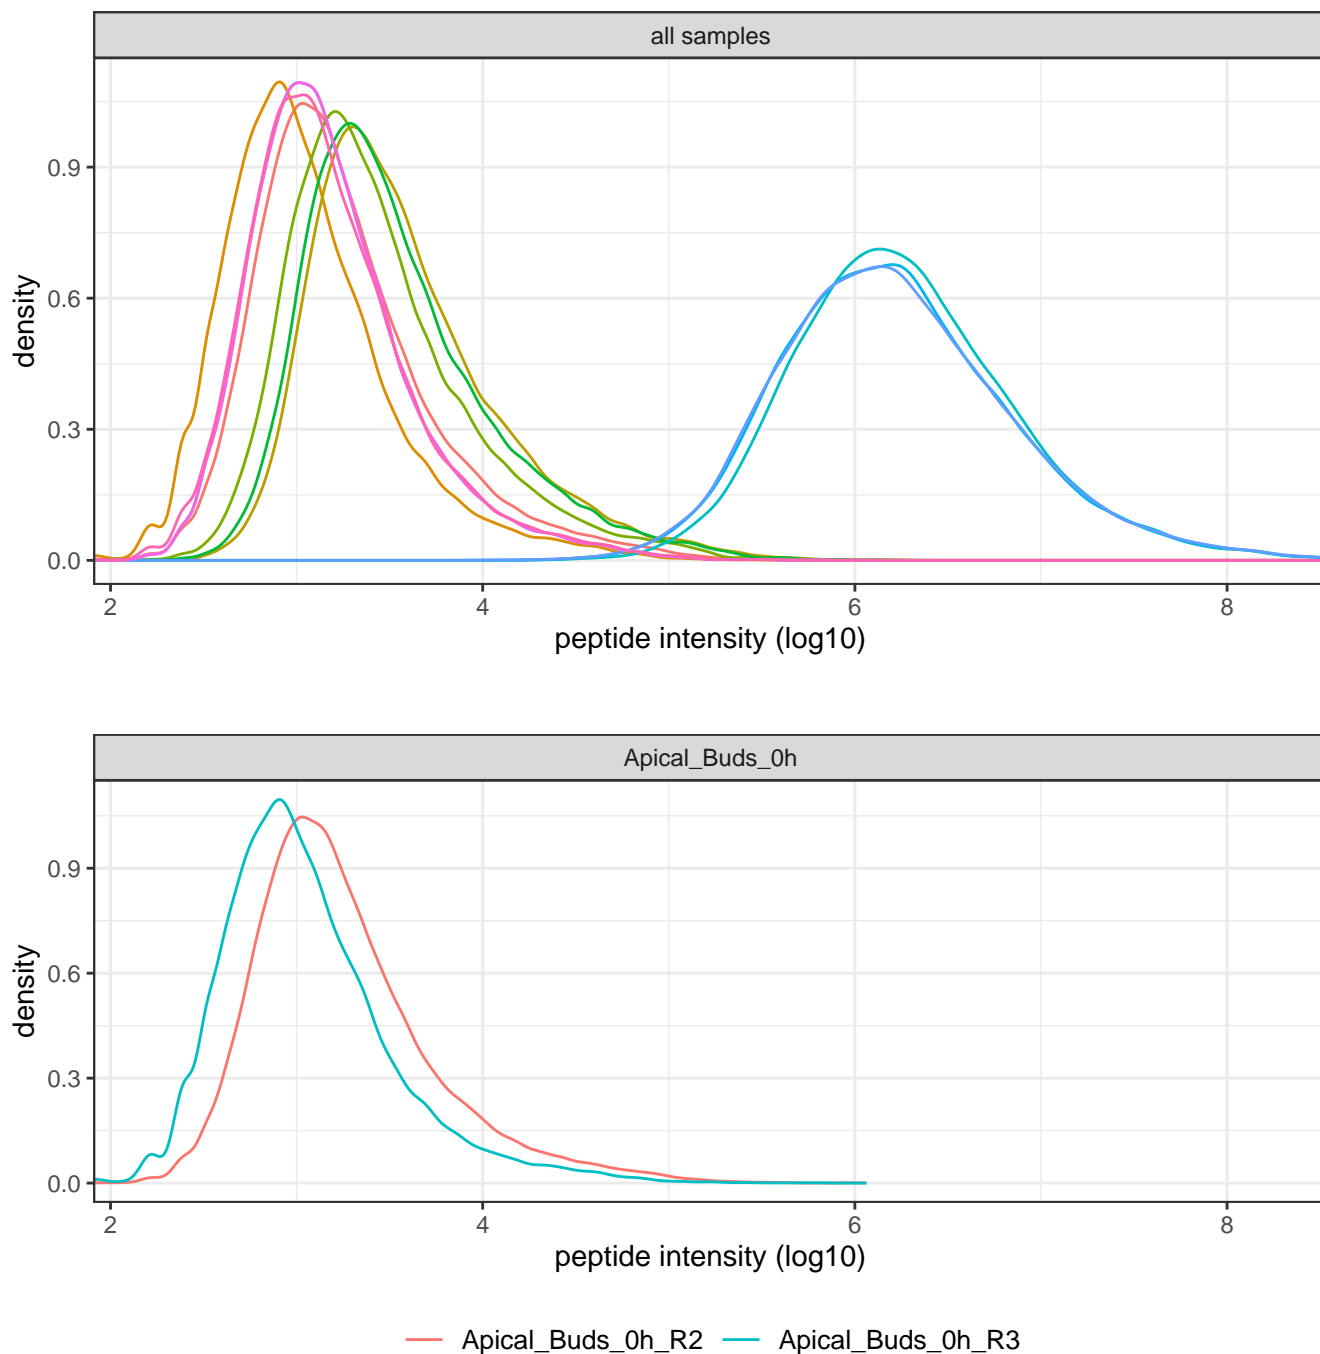 all samples
density
0.9
0.6
0.3
0.0
2 4 6 8
peptide intensity (log10)
Apical_Buds_0h
density
0.9
0.6
0.3
0.0
2 4 6 8
peptide intensity (log10)
Apical_Buds_0h_R2 Apical_Buds_0h_R3